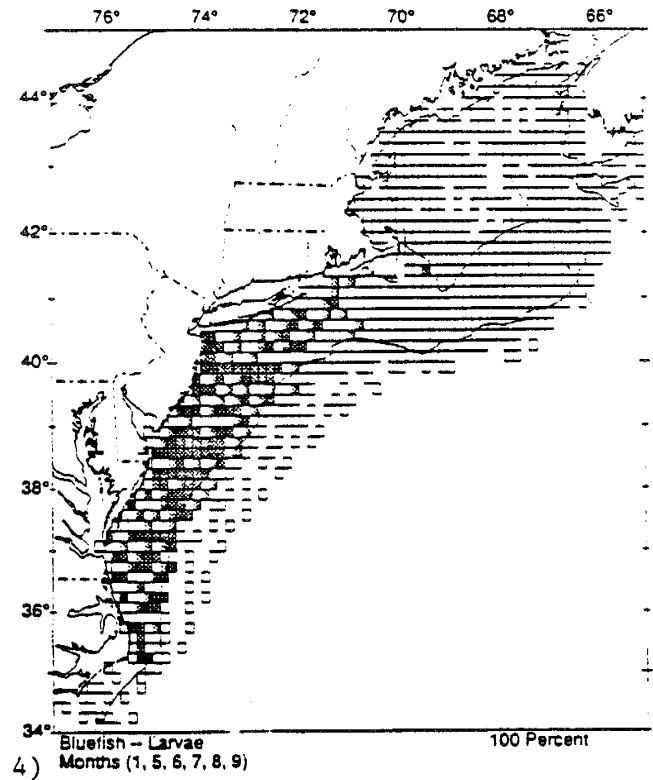 76° 74° 72° 70° 68° 66°
44°
42°
40°
38°
36°
34°
Bluefish – Larvae 100 Percent
4) Months (1, 5, 6, 7, 8, 9)